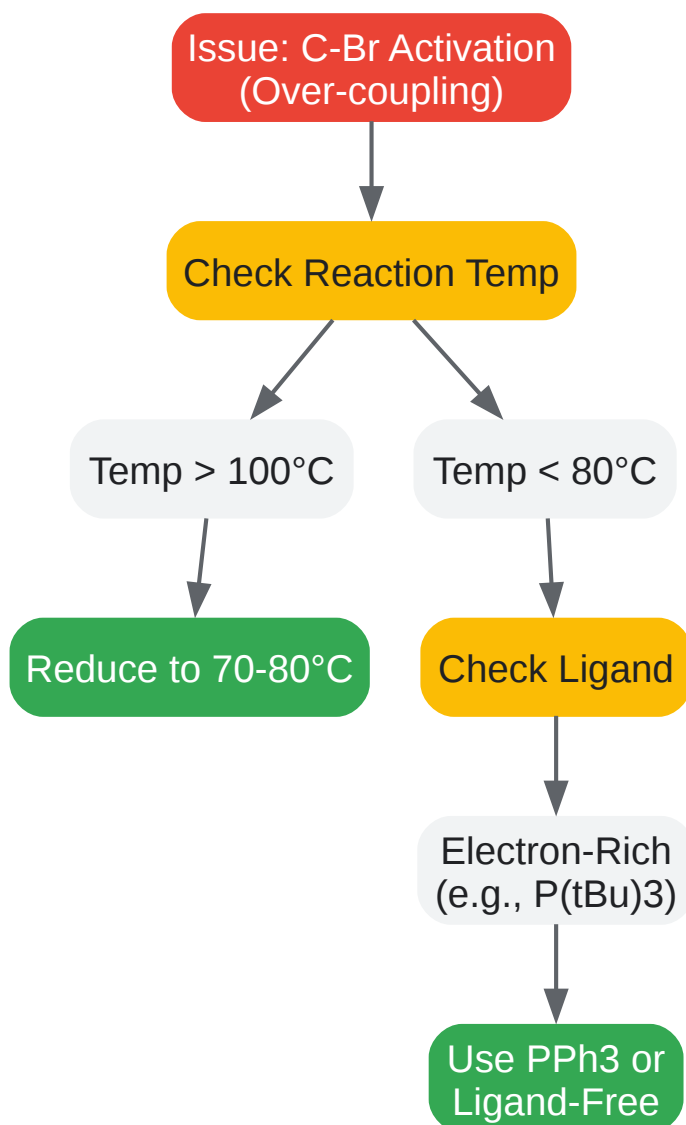 Issue: C-Br Activation
(Over-coupling)
Check Reaction Temp
Temp > 100°C
Temp < 80°C
Reduce to 70-80°C
Check Ligand
Electron-Rich
(e.g., P(tBu)3)
Use PPh3 or
Ligand-Free